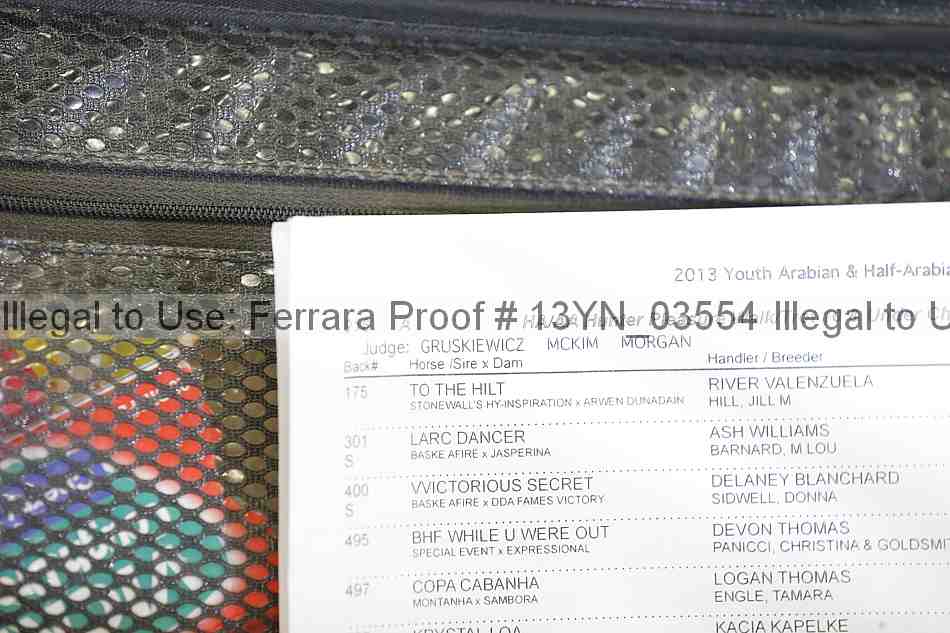 2013 Youth Arabian & Half-Arabia
Illegal to Use: Ferrara Proof # 13YN_03554 Illegal to U
Judge: GRUSKIEWICZ MCKIM MORGAN
Back# Horse /Sire x Dam Handler / Breeder
175 TO THE HILT RIVER VALENZUELA
STONEWALL'S HY-INSPIRATION x ARWEN DUNADAIN HILL, JILL M
301 LARC DANCER ASH WILLIAMS
S BASKE AFIRE x JASPERINA BARNARD, M LOU
400 VVICTORIOUS SECRET DELANEY BLANCHARD
S BASKE AFIRE x DDA FAMES VICTORY SIDWELL, DONNA
495 BHF WHILE U WERE OUT DEVON THOMAS
SPECIAL EVENT x EXPRESSIONAL PANICCI, CHRISTINA & GOLDSMI
497 COPA CABANHA LOGAN THOMAS
MONTANHA x SAMBORA ENGLE, TAMARA
KRYSTAL LOA KACIA KAPELKE